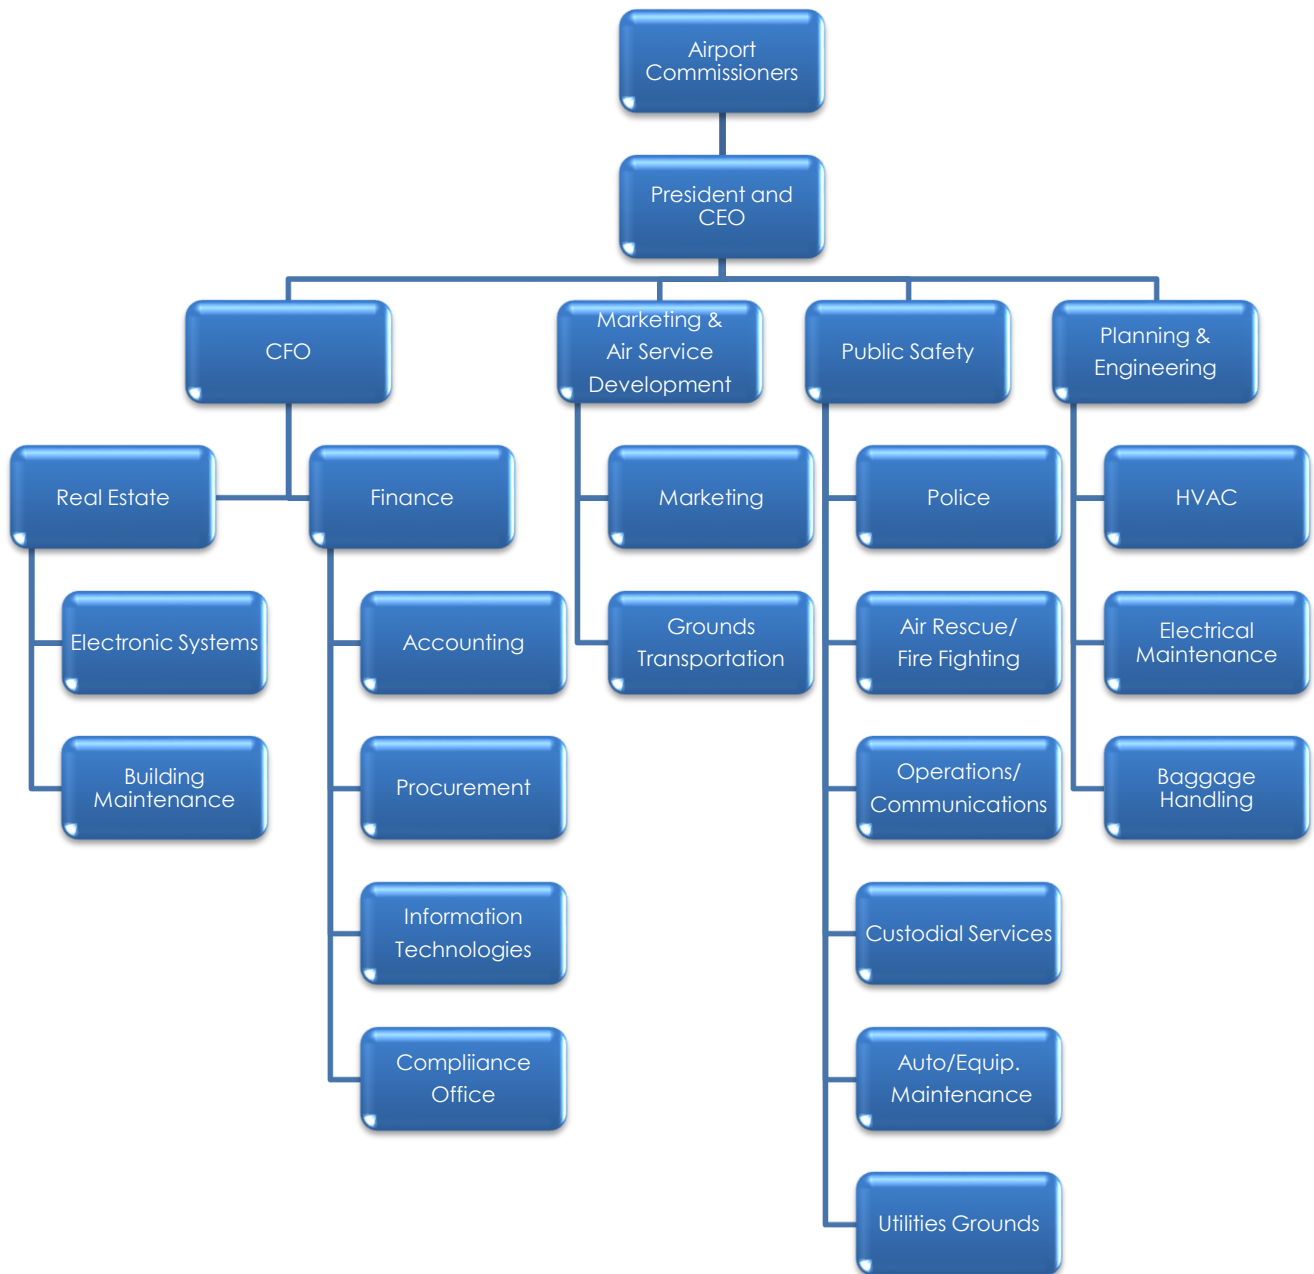 Airport
Commissioners
President and
CEO
CFO
Marketing &
Air Service
Development
Public Safety
Planning &
Engineering
Real Estate
Finance
Marketing
Police
HVAC
Electronic Systems
Accounting
Grounds
Transportation
Air Rescue/
Fire Fighting
Electrical
Maintenance
Building
Maintenance
Procurement
Operations/
Communications
Baggage
Handling
Information
Technologies
Custodial Services
Compliiance
Office
Auto/Equip.
Maintenance
Utilities Grounds